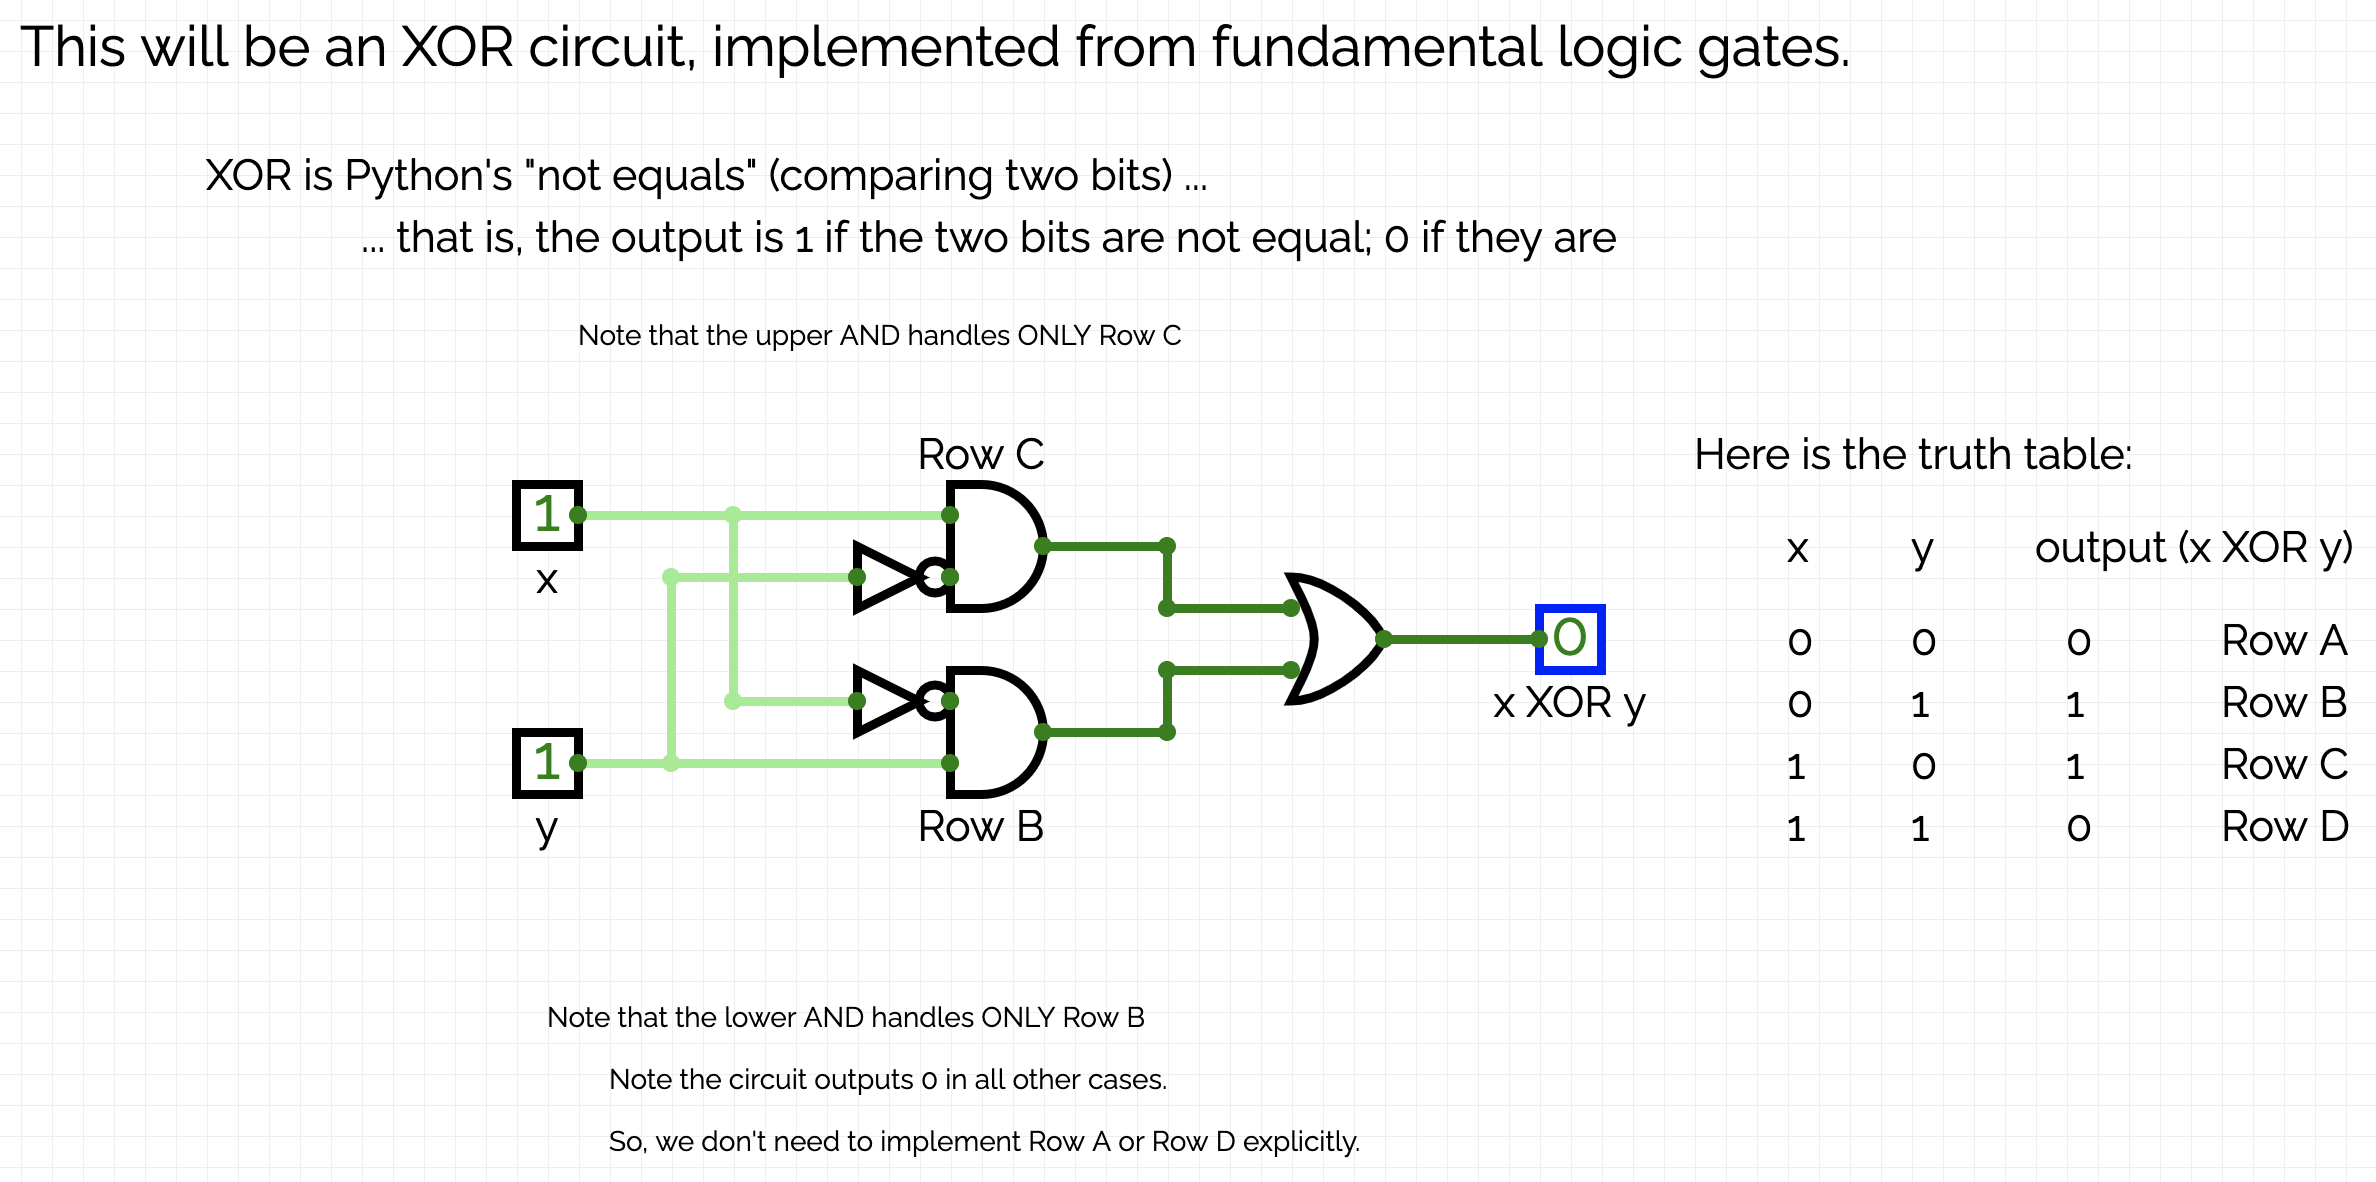 This will be an XOR circuit, implemented from fundamental logic gates.
XOR is Python's "not equals" (comparing two bits) ...
... that is, the output is 1 if the two bits are not equal; 0 if they are
Note that the upper AND handles ONLY Row C
Row C
1
x
1
y
Row B
0
x XOR y
Here is the truth table:
x y output (x XOR y)
0 0 0 Row A
0 1 1 Row B
1 0 1 Row C
1 1 0 Row D
Note that the lower AND handles ONLY Row B
Note the circuit outputs 0 in all other cases.
So, we don't need to implement Row A or Row D explicitly.